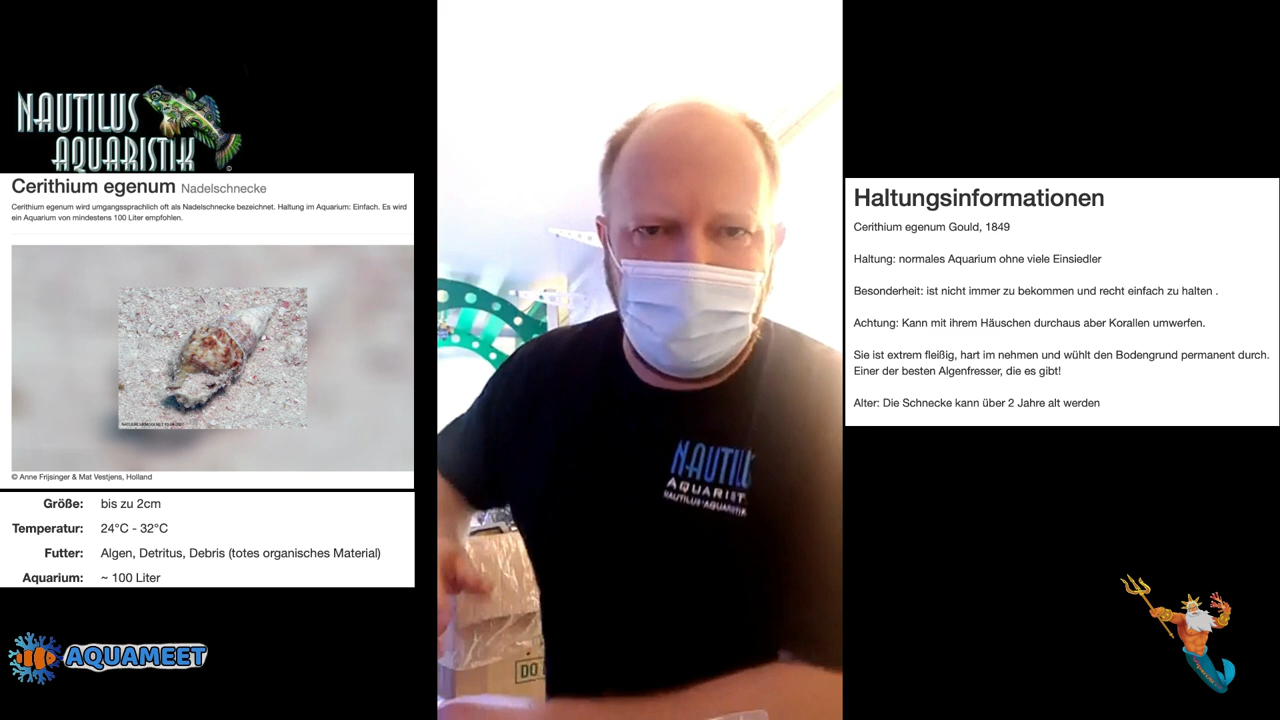 NAUTILUS
AQUARISTIK
©
Cerithium egenum Nadelschnecke
Cerithium egenum wird umgangssprachlich oft als Nadelschnecke bezeichnet. Haltung im Aquarium: Einfach. Es wird
ein Aquarium von mindestens 100 Liter empfohlen.
© Anne Frijsinger & Mat Vestjens, Holland
Größe: bis zu 2cm
Temperatur: 24°C - 32°C
Futter: Algen, Detritus, Debris (totes organisches Material)
Aquarium: ~ 100 Liter
AQUAMEET
NAUTILU
AQUARIST
NAUTILUS-AQUARISTIK
DO
Haltungsinformationen
Cerithium egenum Gould, 1849
Haltung: normales Aquarium ohne viele Einsiedler
Besonderheit: ist nicht immer zu bekommen und recht einfach zu halten .
Achtung: Kann mit ihrem Häuschen durchaus aber Korallen umwerfen.
Sie ist extrem fleißig, hart im nehmen und wühlt den Bodengrund permanent durch.
Einer der besten Algenfresser, die es gibt!
Alter: Die Schnecke kann über 2 Jahre alt werden